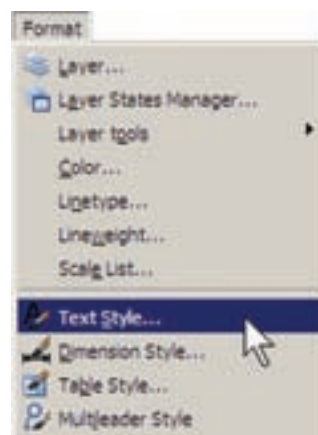 Format
Layer...
Layer States Manager...
Layer tools
Color...
Linetype...
Lineweight...
Scale List...
Text Style...
Dimension Style...
Table Style...
Multileader Style